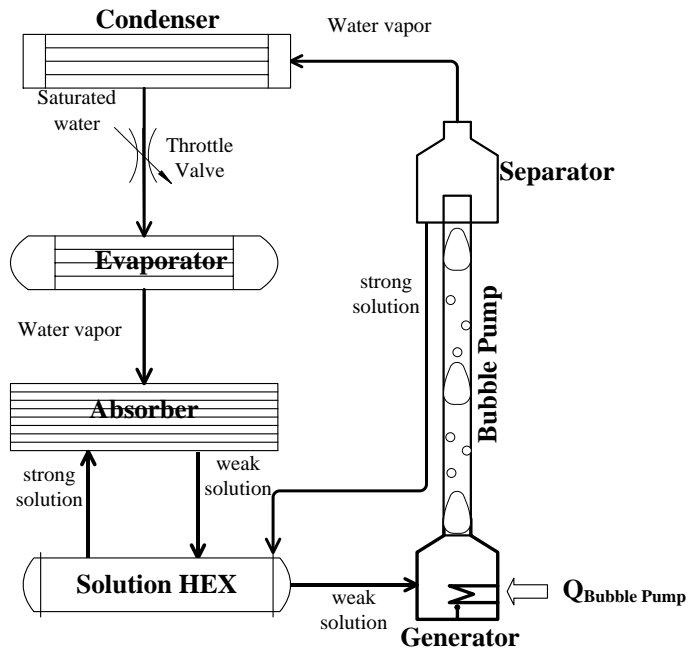 Condenser
Water vapor
Saturated
water
Throttle
Valve
Separator
Evaporator
strong
solution
Water vapor
Bubble Pump
Absorber
strong
solution
weak
solution
Solution HEX
weak
solution
Q Bubble Pump
Generator